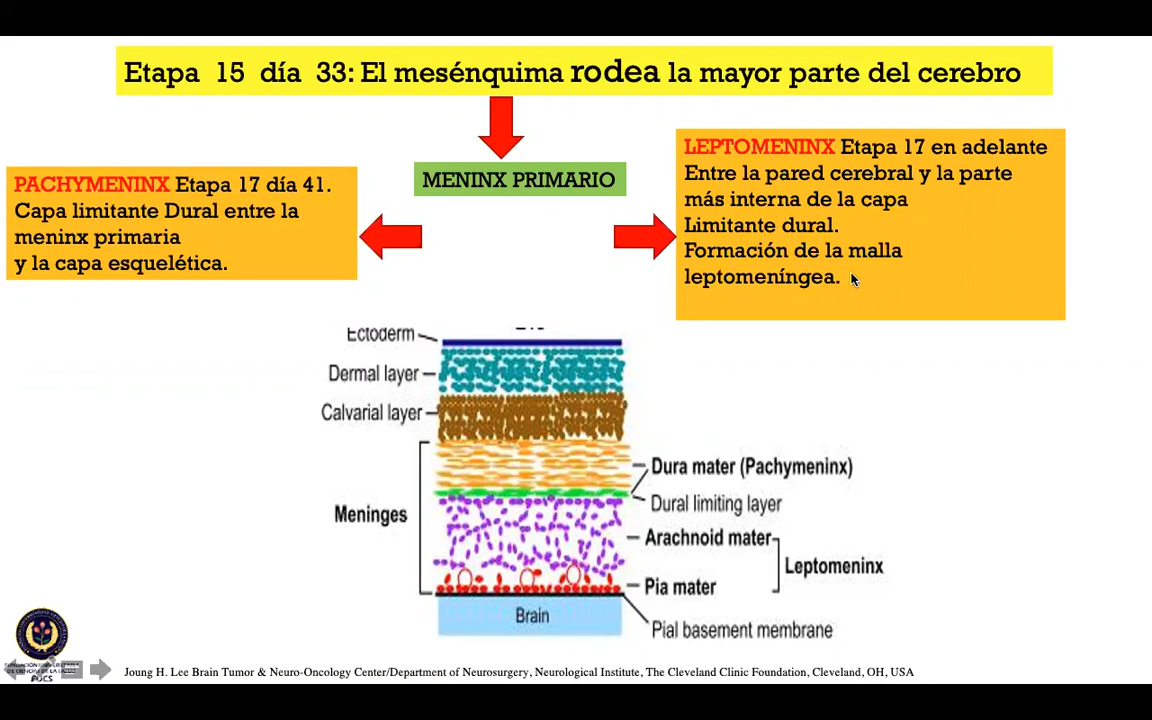 Etapa 15 día 33: El mesénquima rodea la mayor parte del cerebro
PACHYMENINX Etapa 17 día 41.
Capa limitante Dural entre la
meninx primaria
y la capa esquelética.
MENINX PRIMARIO
LEPTOMENINX Etapa 17 en adelante
Entre la pared cerebral y la parte
más interna de la capa
Limitante dural.
Formación de la malla
leptomeníngea.
Ectoderm
Dermal layer
Calvarial layer
Meninges
Dura mater (Pachymeninx)
Dural limiting layer
Arachnoid mater
Leptomeninx
Pia mater
Brain
Pial basement membrane
FUCS
Joung H. Lee Brain Tumor & Neuro-Oncology Center/Department of Neurosurgery, Neurological Institute, The Cleveland Clinic Foundation, Cleveland, OH, USA